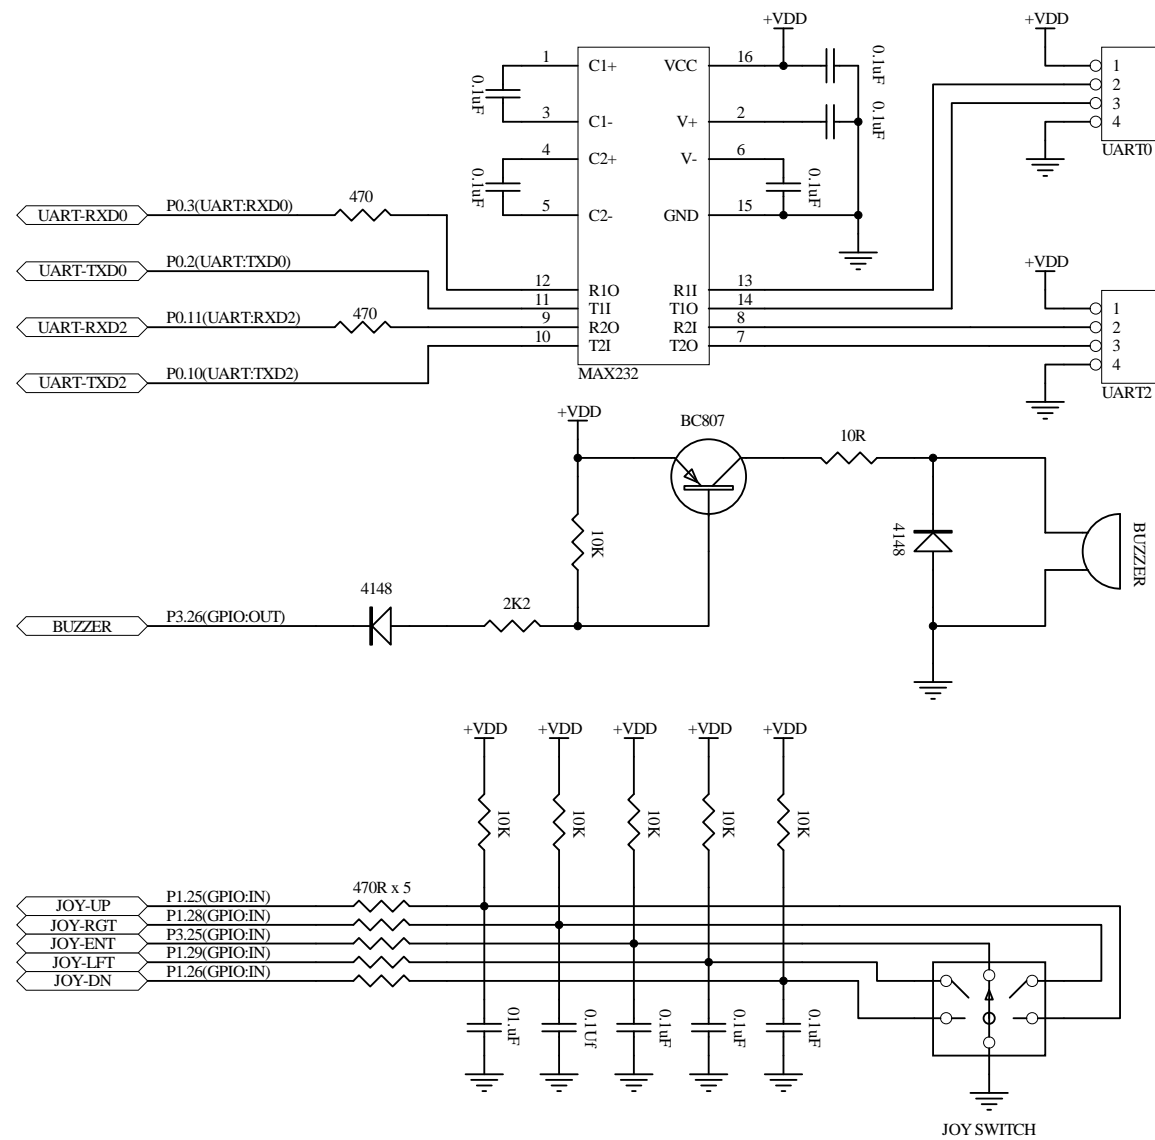 +VDD
+VDD
1 C1+ VCC 16
0.1uF
0.1uF
3 C1- V+ 2
0.1uF
4 C2+ V- 6
0.1uF
0.1uF
5 C2- GND 15
1
2
3
4
UART0
UART-RXD0 P0.3(UART:RXD0) 470
UART-TXD0 P0.2(UART:TXD0)
UART-RXD2 P0.11(UART:RXD2) 470
UART-TXD2 P0.10(UART:TXD2)
12 R1O R1I 13
11 T1I T1O 14
9 R2O R2I 8
10 T2I T2O 7
MAX232
+VDD
1
2
3
4
UART2
+VDD
BC807
10R
10K
4148
BUZZER
4148
2K2
BUZZER P3.26(GPIO:OUT)
+VDD +VDD +VDD +VDD +VDD
10K 10K 10K 10K 10K
470R x 5
JOY-UP P1.25(GPIO:IN)
JOY-RGT P1.28(GPIO:IN)
JOY-ENT P3.25(GPIO:IN)
JOY-LFT P1.29(GPIO:IN)
JOY-DN P1.26(GPIO:IN)
01.uF 0.1Uf 0.1uF 0.1uF 0.1uF
JOY SWITCH